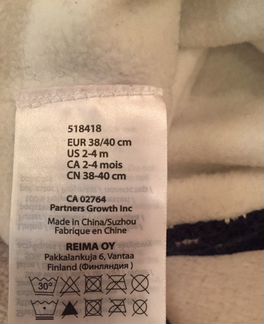 518418
EUR 38/40 cm
US 2-4 m
CA 2-4 mois
CN 38-40 cm
CA 02764
Partners Growth Inc
Made in China/Suzhou
Fabrique en Chine
REIMA OY
Pakkalankuja 6, Vantaa
Finland (Финляндия)
30°